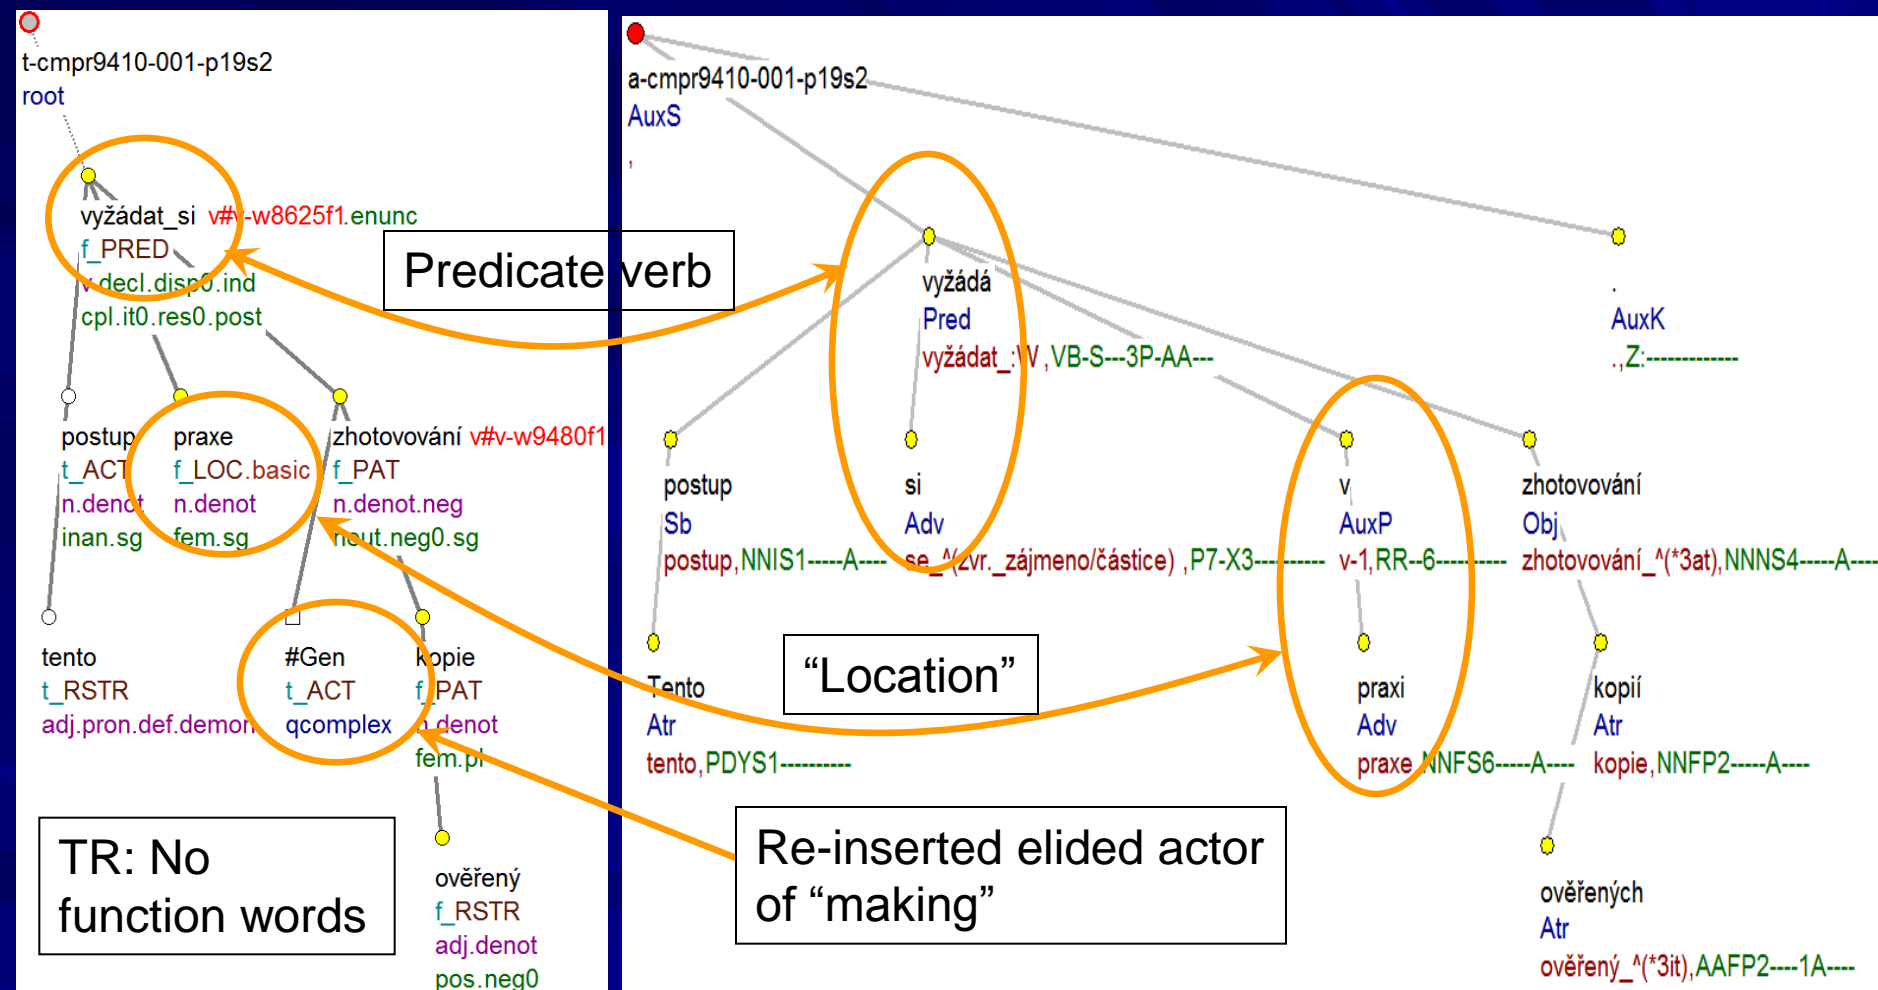 t-cmpr9410-001-p19s2
root
vyžádat_si v#v-w8625f1.enunc
f_PRED
v.decl.disp0.ind
cpl.it0.res0.post
postup
t_ACT
n.denot
inan.sg
praxe
f_LOC.basic
n.denot
fem.sg
zhotovování v#v-w9480f1
f_PAT
n.denot.neg
neut.neg0.sg
tento
t_RSTR
adj.pron.def.demon
#Gen
t_ACT
qcomplex
kopie
f_PAT
n.denot
fem.pl
ověřený
f_RSTR
adj.denot
pos.neg0
TR: No
function words
Predicate verb
a-cmpr9410-001-p19s2
AuxS
,
vyžádá
Pred
vyžádat_:W ,VB-S---3P-AA---
.
AuxK
.,Z:-------------
postup
Sb
postup,NNIS1-----A----
si
Adv
se_^(zvr._zájmeno/částice) ,P7-X3----------
v
AuxP
v-1,RR--6----------
zhotovování
Obj
zhotovování_^(*3at),NNNS4-----A----
“Location”
Tento
Atr
tento,PDYS1----------
praxi
Adv
praxe,NNFS6-----A----
kopií
Atr
kopie,NNFP2-----A----
Re-inserted elided actor
of “making”
ověřených
Atr
ověřený_^(*3it),AAFP2----1A----